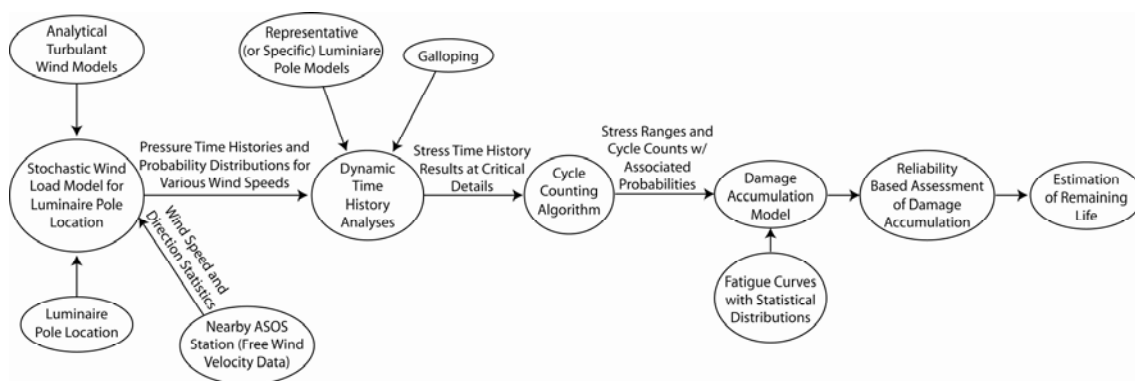 Analytical
Turbulant
Wind Models
Representative
(or Specific) Luminiare
Pole Models
Galloping
Stochastic Wind
Load Model for
Luminaire Pole
Location
Pressure Time Histories and
Probability Distributions for
Various Wind Speeds
Dynamic
Time
History
Analyses
Stress Time History
Results at Critical
Details
Cycle
Counting
Algorithm
Stress Ranges and
Cycle Counts w/
Associated
Probabilities
Damage
Accumulation
Model
Reliability
Based Assessment
of Damage
Accumulation
Estimation
of Remaining
Life
Wind Speed and
Direction Statistics
Luminaire
Pole Location
Nearby ASOS
Station (Free Wind
Velocity Data)
Fatigue Curves
with Statistical
Distributions